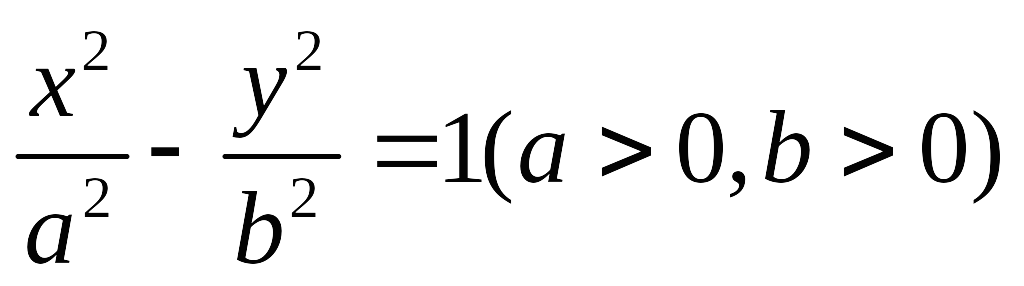 x²/a² - y²/b² =1(a > 0,b > 0)